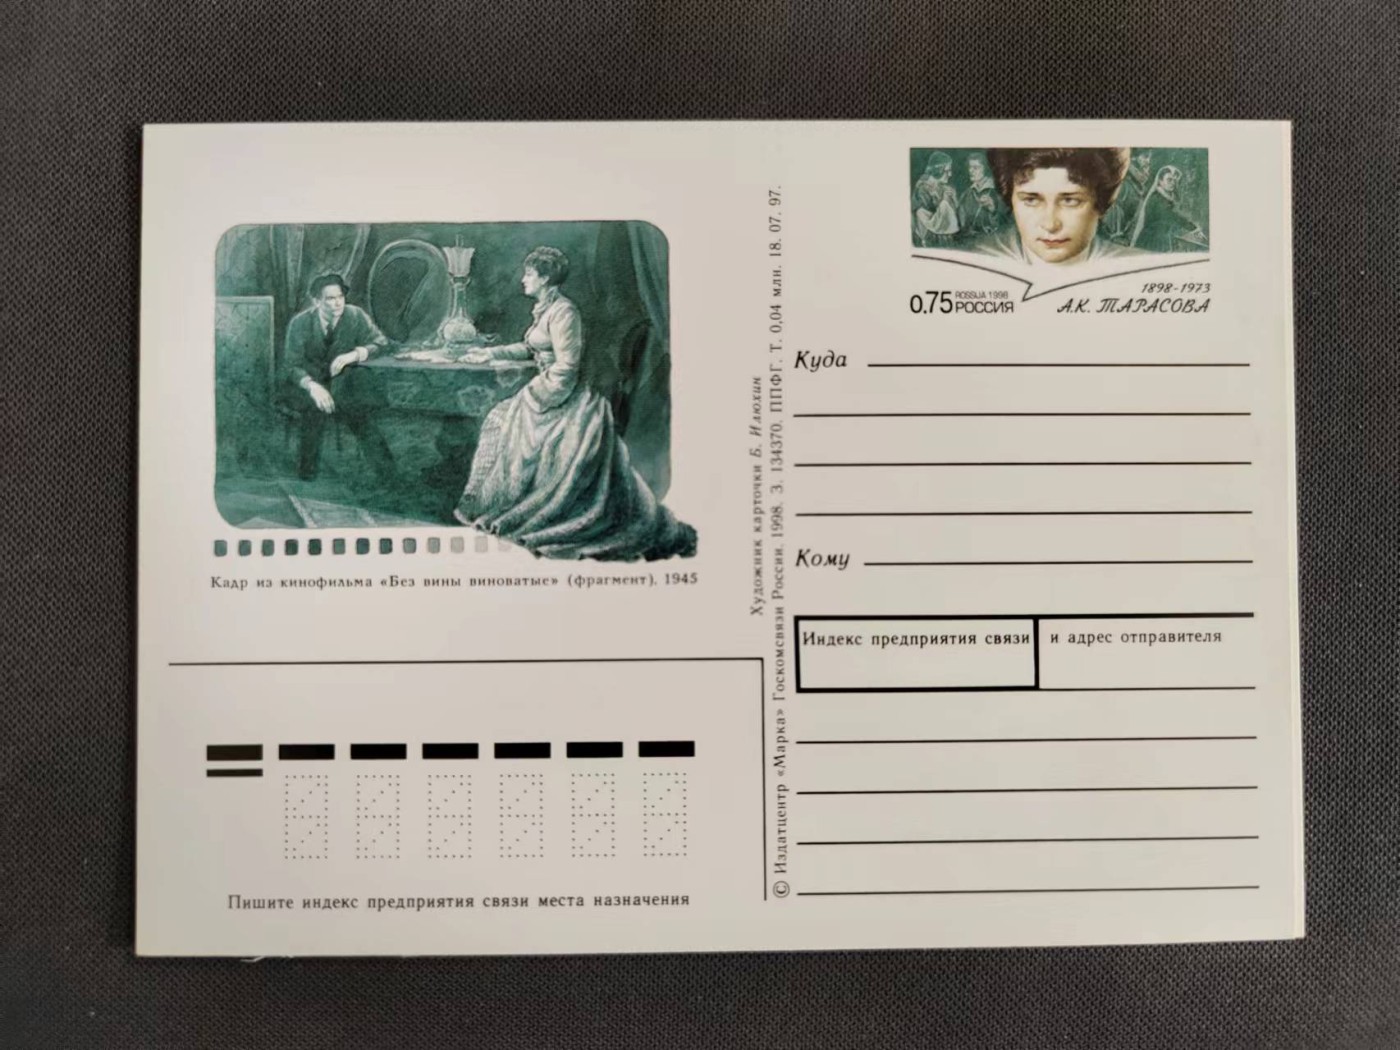 Кадр из кинофильма «Без вины виноватые» (фрагмент). 1945
Пишите индекс предприятия связи места назначения
Художник карточки Б. Илюхин
© Издатцентр «Марка» Госкомсвязи России. 1998. З. 134370. ППФГ. Т. 0,04 млн. 18. 07. 97.
0.75 ROSSIJA 1998
РОССИЯ
1898-1973
А.К. ТАРАСОВА
Куда
Кому
Индекс предприятия связи и адрес отправителя